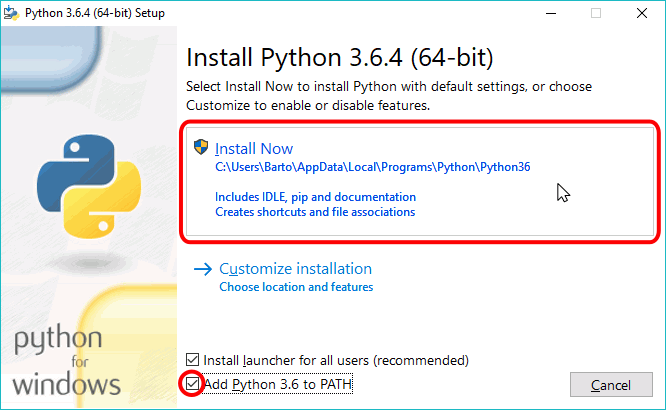 Python 3.6.4 (64-bit) Setup
Install Python 3.6.4 (64-bit)
Select Install Now to install Python with default settings, or choose
Customize to enable or disable features.
Install Now
C:\Users\Barto\AppData\Local\Programs\Python\Python36
Includes IDLE, pip and documentation
Creates shortcuts and file associations
Customize installation
Choose location and features
python
for
windows
Install launcher for all users (recommended)
Add Python 3.6 to PATH
Cancel